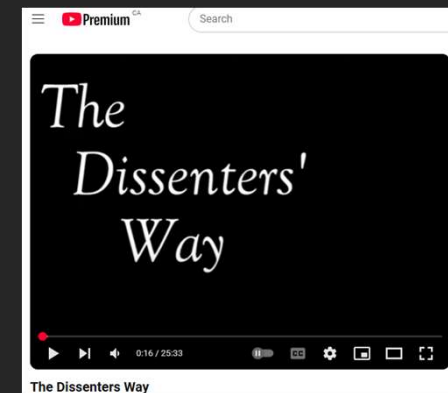 Premium CA
Search
The
Dissenters'
Way
0:16 / 25:33
CC
The Dissenters Way